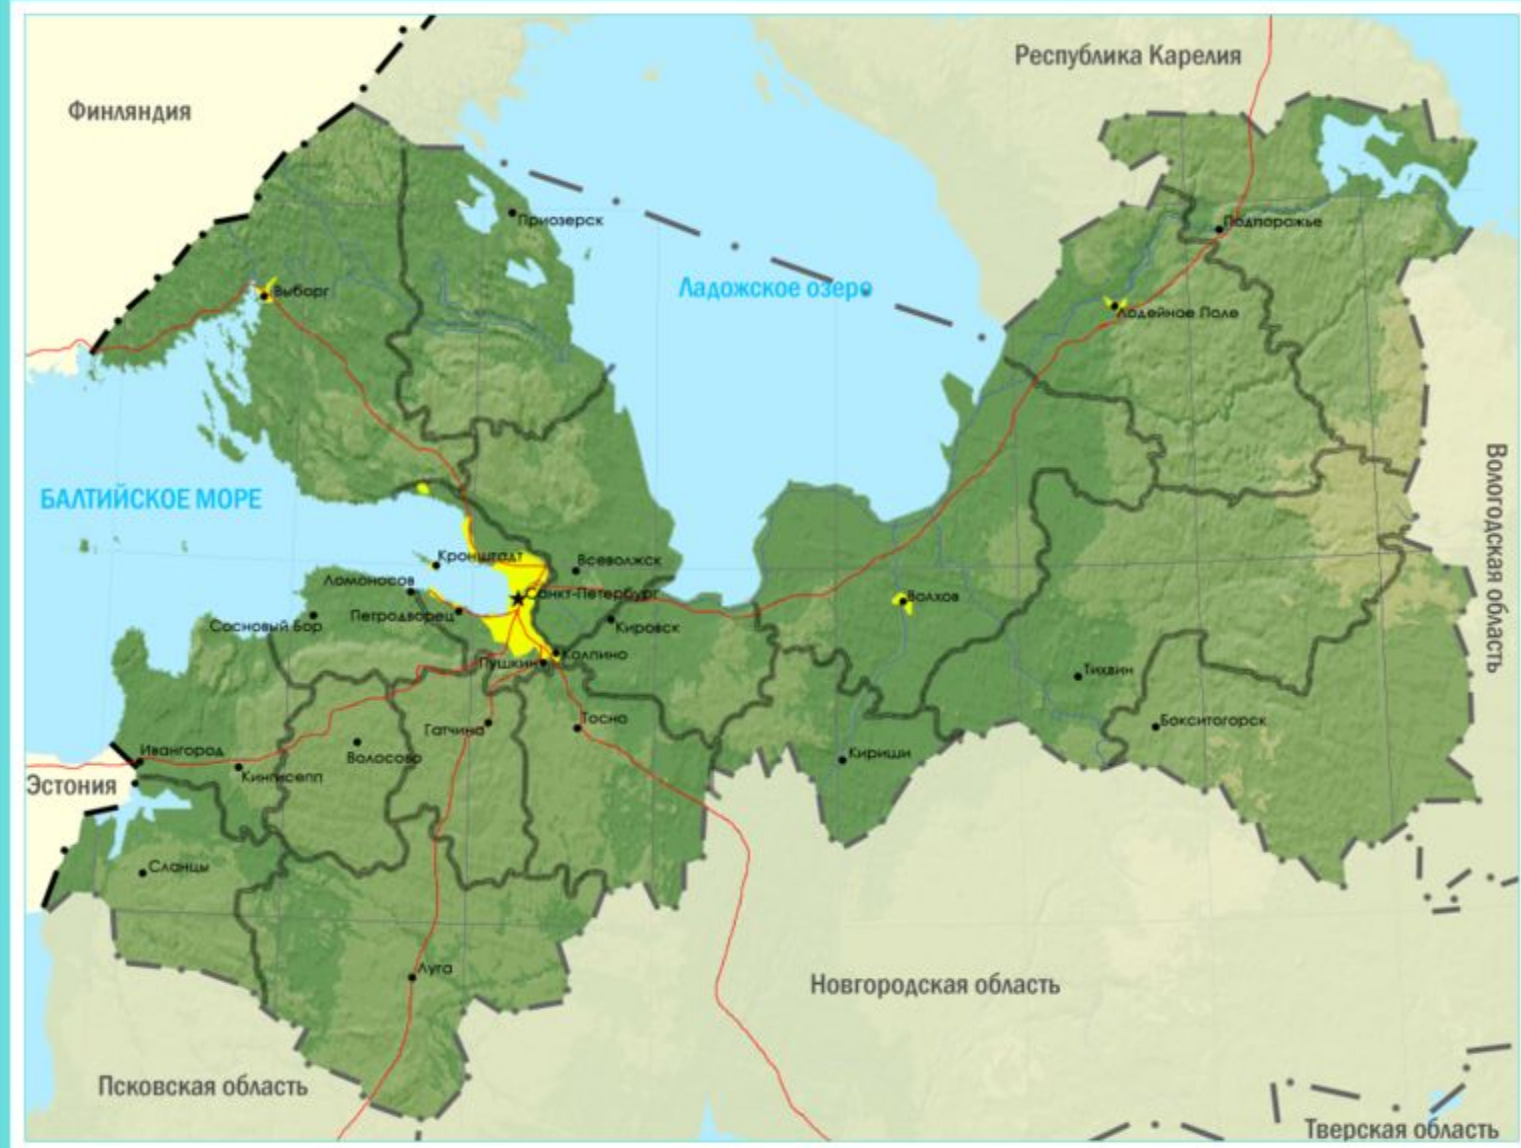 Республика Карелия
Финляндия
Приозерск
Подпорожье
Ладожское озеро
Выборг
Лодейное Поле
БАЛТИЙСКОЕ МОРЕ
Вологодская область
Кронштадт
Всеволжск
Ломоносов
Санкт-Петербург
Волхов
Петродворец
Сосновый Бор
Кировск
Колпино
Пушкин
Тихвин
Тосно
Бокситогорск
Гатчина
Ивангород
Волосово
Кириши
Кингисепп
Эстония
Сланцы
Луга
Новгородская область
Псковская область
Тверская область